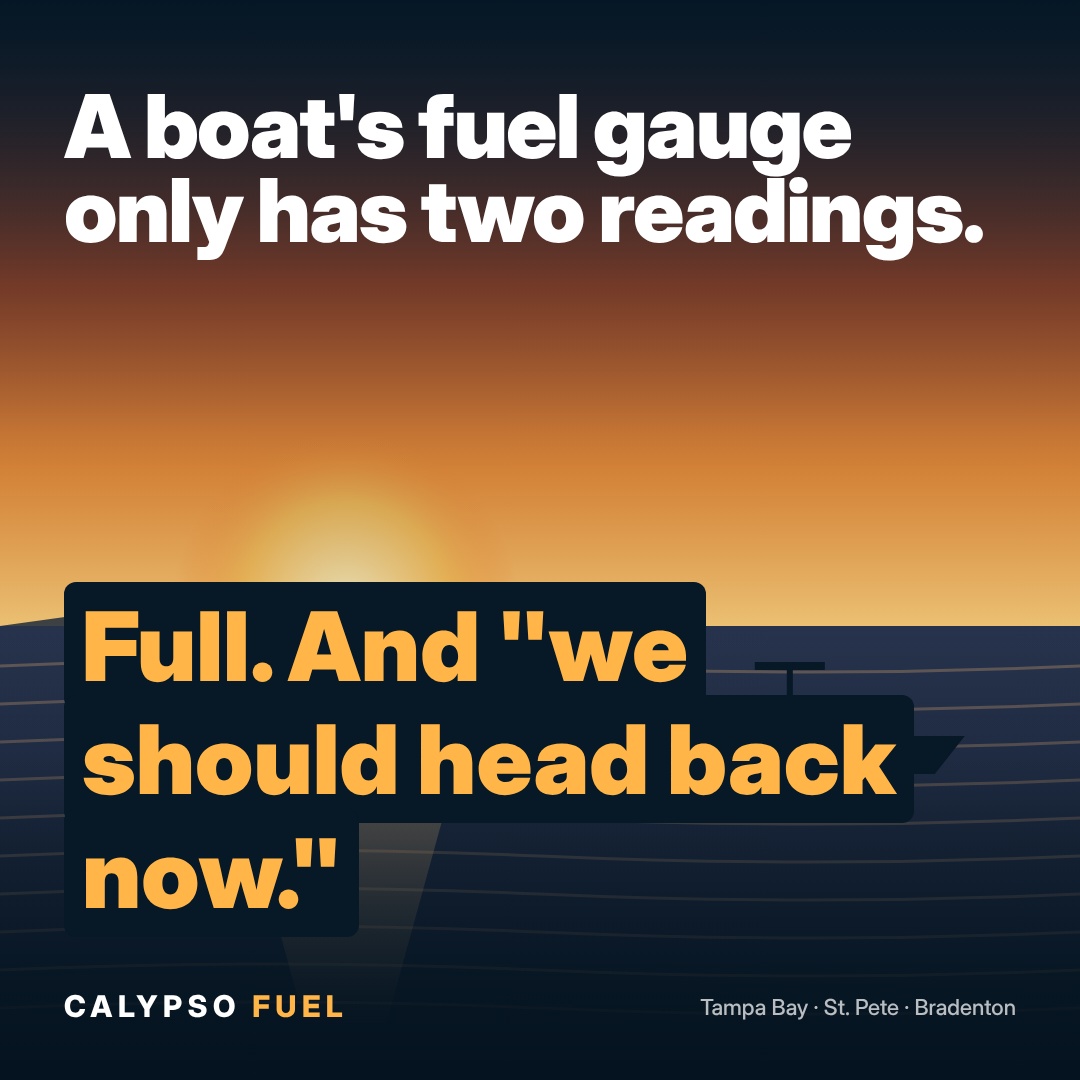 A boat's fuel gauge
only has two readings.
Full. And "we
should head back
now."
CALYPSO FUEL
Tampa Bay · St. Pete · Bradenton